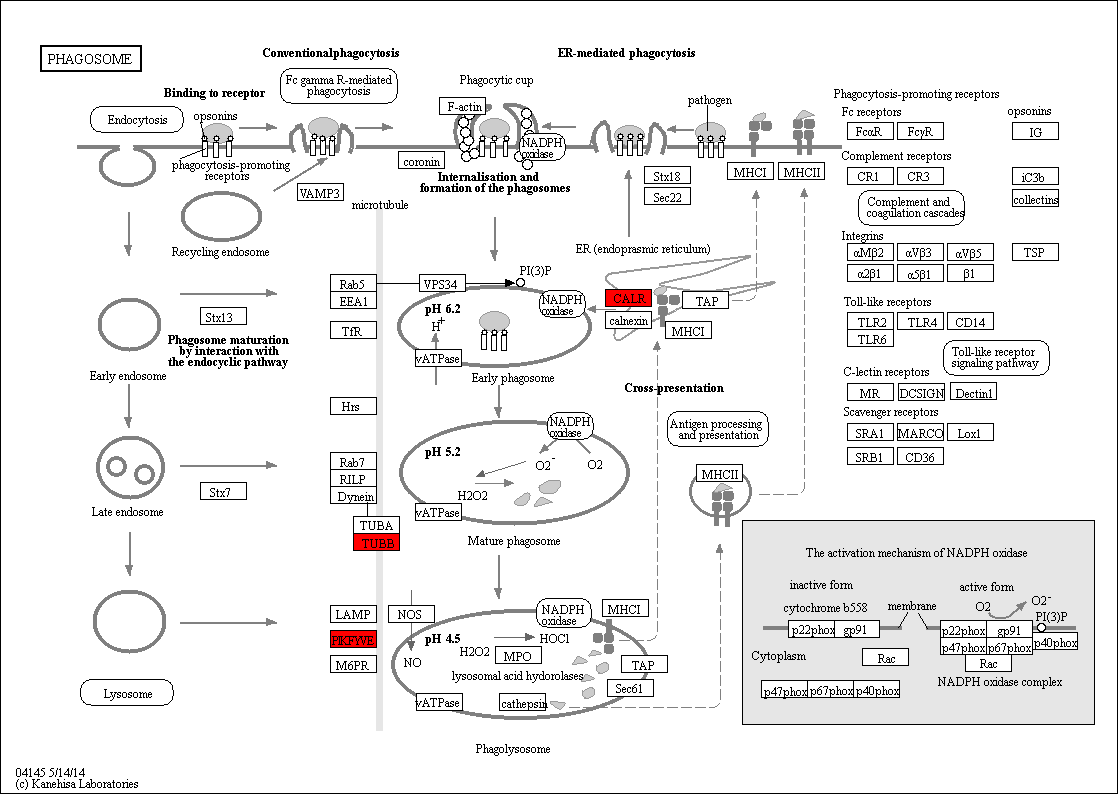 PHAGOSOME
Conventionalphagocytosis
ER-mediated phagocytosis
Binding to receptor
Fc gamma R-mediated
phagocytosis
Phagocytic cup
F-actin
pathogen
Endocytosis
opsonins
NADPH
oxidase
phagocytosis-promoting
receptors
coronin
VAMP3
Internalisation and
formation of the phagosomes
Stx18
Sec22
MHCI
MHCII
microtubule
Recycling endosome
ER (endoprasmic reticulum)
Rab5
EEA1
VPS34
PI(3)P
NADPH
oxidase
CALR
calnexin
TAP
MHCI
pH 6.2
H+
vATPase
TfR
Stx13
Phagosome maturation
by interaction with
the endocyclic pathway
Early endosome
Early phagosome
Cross-presentation
Hrs
NADPH
oxidase
Antigen processing
and presentation
pH 5.2
O2-
O2
H2O2
vATPase
MHCII
Rab7
RILP
Dynein
Stx7
Late endosome
TUBA
TUBB
Mature phagosome
LAMP
PIKFYVE
M6PR
NOS
NO
NADPH
oxidase
MHCI
pH 4.5
HOCl
H2O2
MPO
lysosomal acid hydorolases
TAP
Sec61
vATPase
cathepsin
Lysosome
Phagolysosome
Phagocytosis-promoting receptors
Fc receptors
opsonins
FcαR
FcγR
IG
Complement receptors
CR1
CR3
iC3b
collectins
Complement and
coagulation cascades
Integrins
αMβ2
αVβ3
αVβ5
TSP
α2β1
α5β1
β1
Toll-like receptors
TLR2
TLR4
CD14
TLR6
Toll-like receptor
signaling pathway
C-lectin receptors
MR
DCSIGN
Dectin1
Scavenger receptors
SRA1
MARCO
Lox1
SRB1
CD36
The activation mechanism of NADPH oxidase
inactive form
active form
cytochrome b558
membrane
O2
O2-
PI(3)P
p22phox
gp91
p22phox
gp91
p47phox
p67phox
p40phox
Cytoplasm
Rac
Rac
NADPH oxidase complex
p47phox
p67phox
p40phox
04145 5/14/14
(c) Kanehisa Laboratories